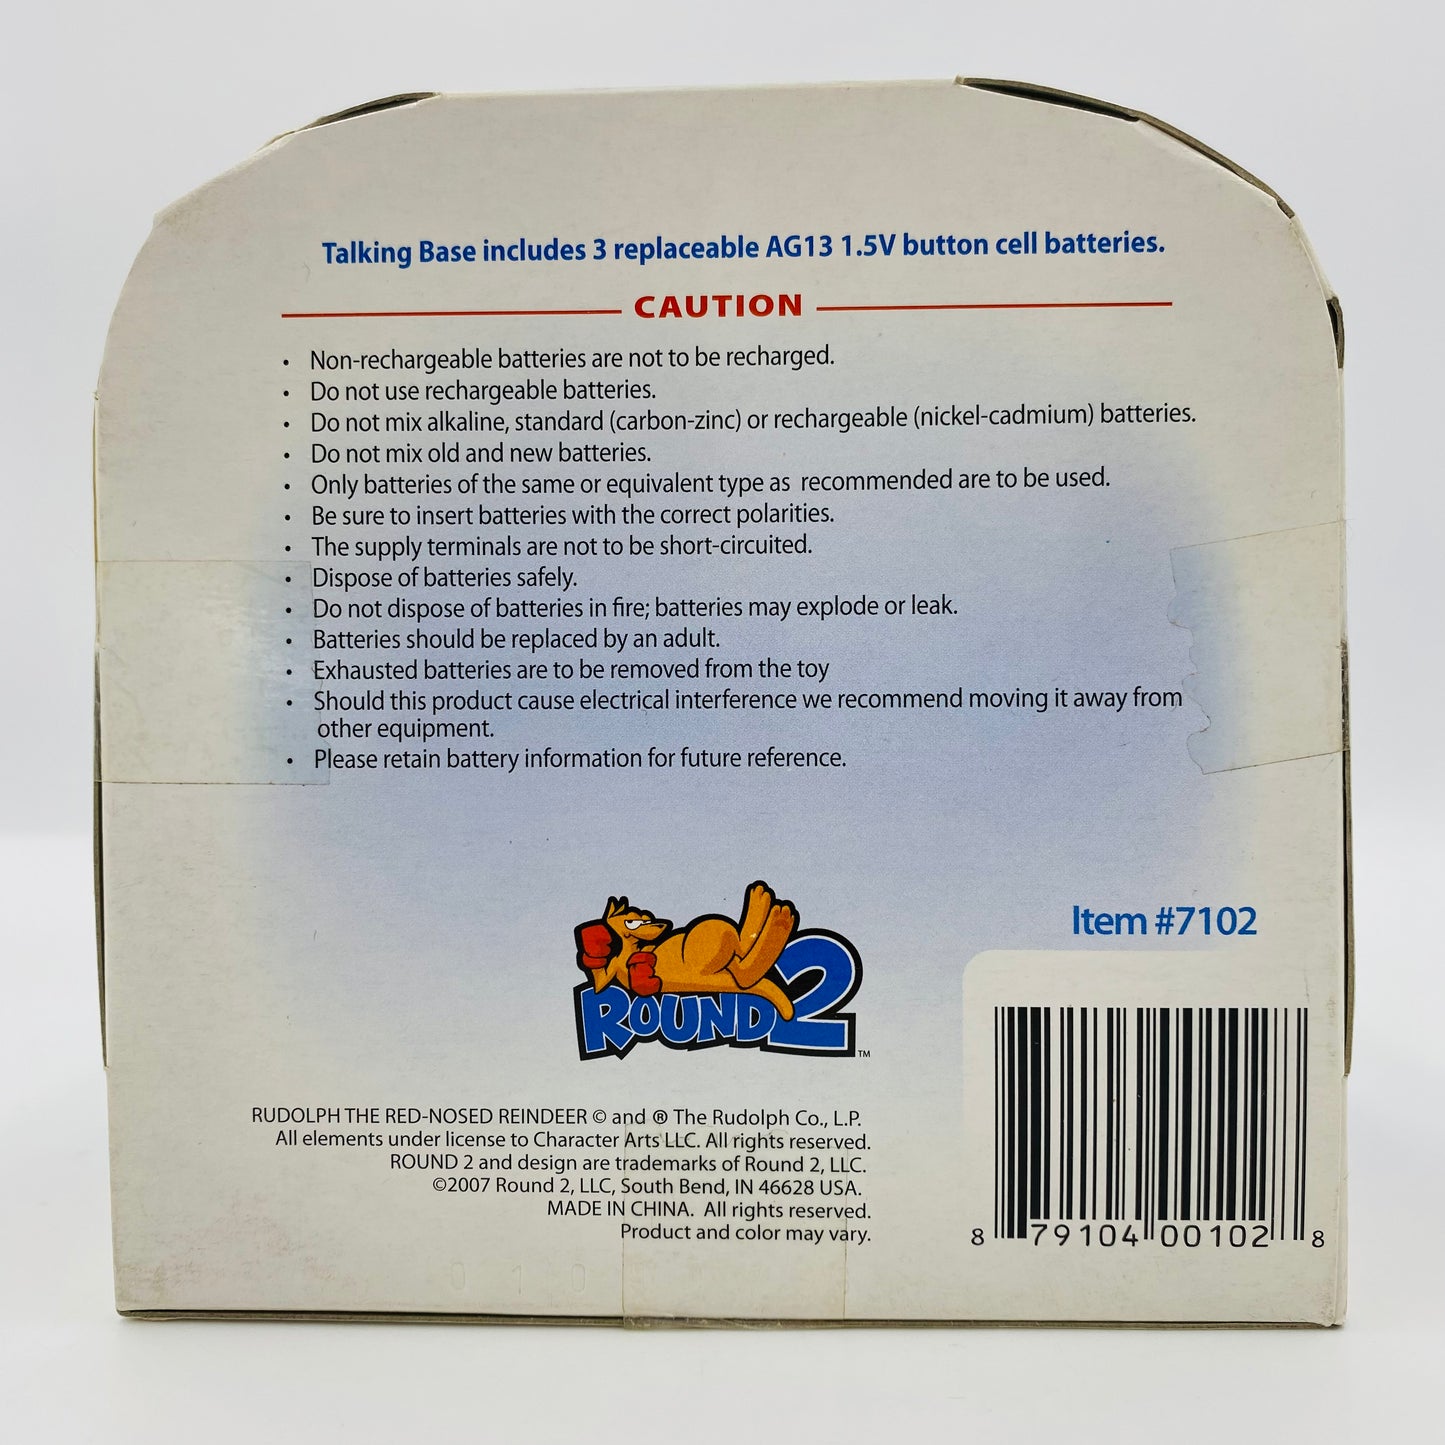 Talking Base includes 3 replaceable AG13 1.5V button cell batteries.
CAUTION
• Non-rechargeable batteries are not to be recharged.
• Do not use rechargeable batteries.
• Do not mix alkaline, standard (carbon-zinc) or rechargeable (nickel-cadmium) batteries.
• Do not mix old and new batteries.
• Only batteries of the same or equivalent type as recommended are to be used.
• Be sure to insert batteries with the correct polarities.
• The supply terminals are not to be short-circuited.
• Dispose of batteries safely.
• Do not dispose of batteries in fire; batteries may explode or leak.
• Batteries should be replaced by an adult.
• Exhausted batteries are to be removed from the toy
• Should this product cause electrical interference we recommend moving it away from
other equipment.
• Please retain battery information for future reference.
ROUND 2 ™
Item #7102
RUDOLPH THE RED-NOSED REINDEER © and ® The Rudolph Co., L.P.
All elements under license to Character Arts LLC. All rights reserved.
ROUND 2 and design are trademarks of Round 2, LLC.
©2007 Round 2, LLC, South Bend, IN 46628 USA.
MADE IN CHINA. All rights reserved.
Product and color may vary.
8 79104 00102 8